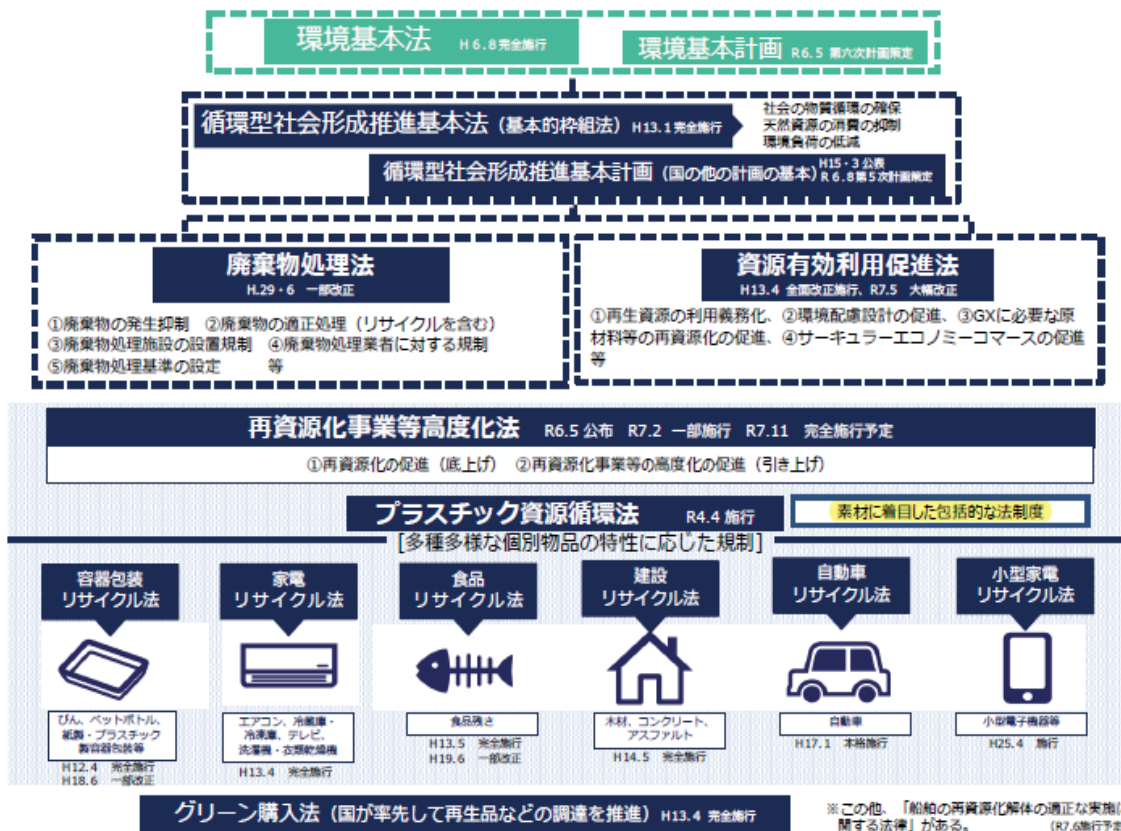 環境基本法 H6.8完全施行
環境基本計画 R6.5 第六次計画策定
循環型社会形成推進基本法（基本的枠組法）H13.1完全施行
社会の物質循環の確保
天然資源の消費の抑制
環境負荷の低減
循環型社会形成推進基本計画（国の他の計画の基本）H15・3公表
R6.8第5次計画策定
廃棄物処理法
H.29・6 一部改正
①廃棄物の発生抑制 ②廃棄物の適正処理（リサイクルを含む）
③廃棄物処理施設の設置規制 ④廃棄物処理業者に対する規制
⑤廃棄物処理基準の設定 等
資源有効利用促進法
H13.4 全面改正施行、R7.5 大幅改正
①再生資源の利用義務化、②環境配慮設計の促進、③GXに必要な原
材料等の再資源化の促進、④サーキュラーエコノミーコマースの促進
等
再資源化事業等高度化法 R6.5公布 R7.2 一部施行 R7.11 完全施行予定
①再資源化の促進（底上げ）②再資源化事業等の高度化の促進（引き上げ）
プラスチック資源循環法 R4.4施行
素材に着目した包括的な法制度
[多種多様な個別物品の特性に応じた規制]
容器包装
リサイクル法
びん、ペットボトル、
紙製・プラスチック
製容器包装等
H12.4 完全施行
H18.6 一部改正
家電
リサイクル法
エアコン、冷蔵庫・
冷凍庫、テレビ、
洗濯機・衣類乾燥機
H13.4 完全施行
食品
リサイクル法
食品残さ
H13.5 完全施行
H19.6 一部改正
建設
リサイクル法
木材、コンクリート、
アスファルト
H14.5 完全施行
自動車
リサイクル法
自動車
H17.1 本格施行
小型家電
リサイクル法
小型電子機器等
H25.4 施行
グリーン購入法（国が率先して再生品などの調達を推進）H13.4 完全施行
※この他、「船舶の再資源化解体の適正な実施に
関する法律」がある。 (R7.6施行予定